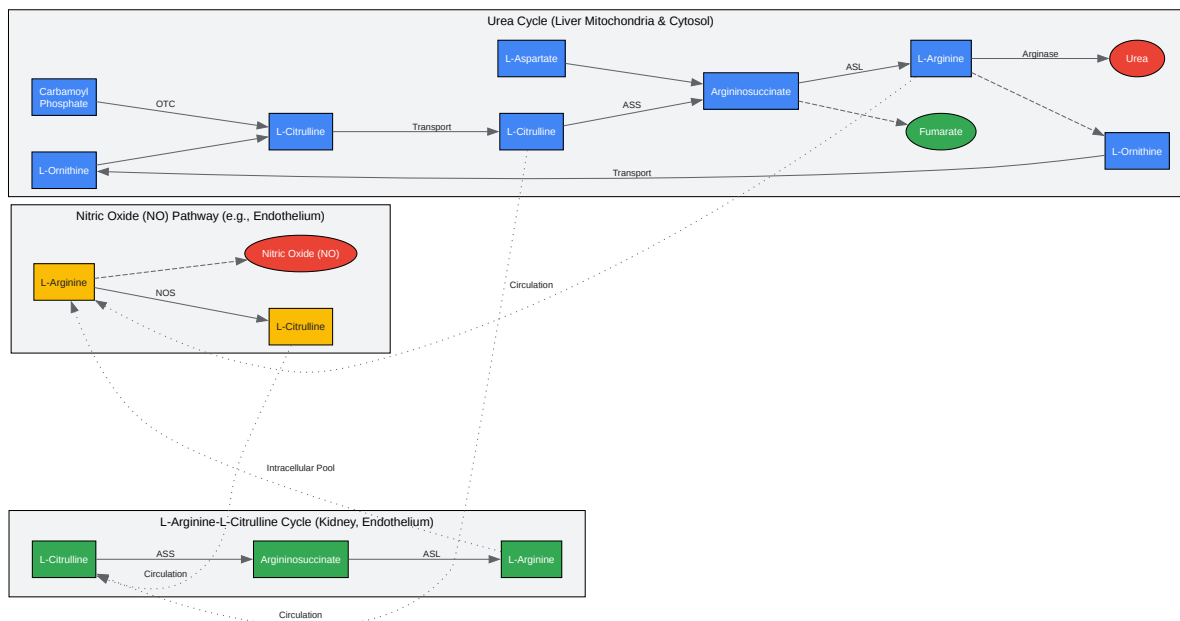 Urea Cycle (Liver Mitochondria & Cytosol)
L-Aspartate
L-Arginine
Arginase
Urea
ASL
Carbamoyl
Phosphate
Argininosuccinate
OTC
ASS
L-Citrulline
Transport
L-Citrulline
Fumarate
L-Ornithine
L-Ornithine
Transport
Nitric Oxide (NO) Pathway (e.g., Endothelium)
Nitric Oxide (NO)
L-Arginine
NOS
L-Citrulline
Circulation
Intracellular Pool
L-Arginine-L-Citrulline Cycle (Kidney, Endothelium)
L-Citrulline
ASS
Argininosuccinate
ASL
L-Arginine
Circulation
Circulation